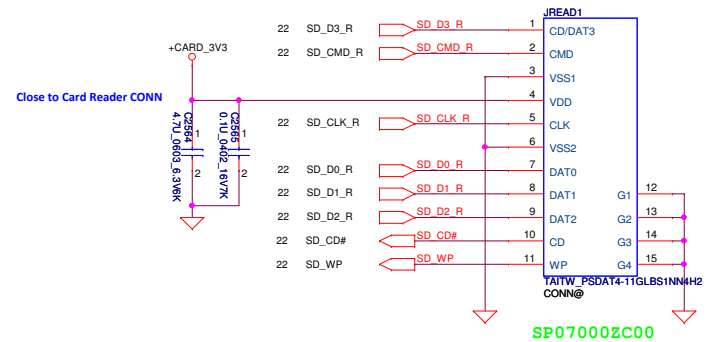 JREAD1
22 SD_D3_R SD_D3_R 1 CD/DAT3
+CARD_3V3
22 SD_CMD_R SD_CMD_R 2 CMD
3 VSS1
Close to Card Reader CONN
4 VDD
C2564
4.7U_0603_6.3V6K
1
2
C2565
0.1U_0402_16V7K
1
2
22 SD_CLK_R SD_CLK_R 5 CLK
6 VSS2
22 SD_D0_R SD_D0_R 7 DAT0
22 SD_D1_R SD_D1_R 8 DAT1 G1 12
22 SD_D2_R SD_D2_R 9 DAT2 G2 13
22 SD_CD# SD_CD# 10 CD G3 14
22 SD_WP SD_WP 11 WP G4 15
TAITW_PSDAT4-11GLBS1NN4H2
CONN@
SP07000ZC00